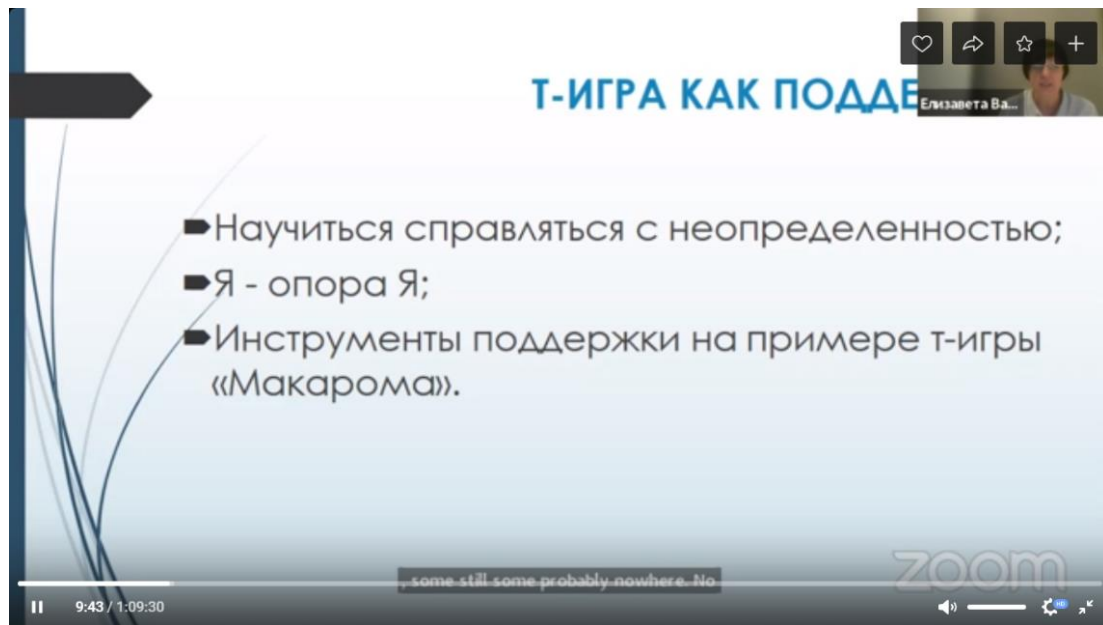 Т-ИГРА КАК ПОДДЕ
Елизавета Ва...
Научиться справляться с неопределенностью;
Я - опора Я;
Инструменты поддержки на примере т-игры
«Макарома».
zoom
, some still some probably nowhere. No
9:43 / 1:09:30
HD